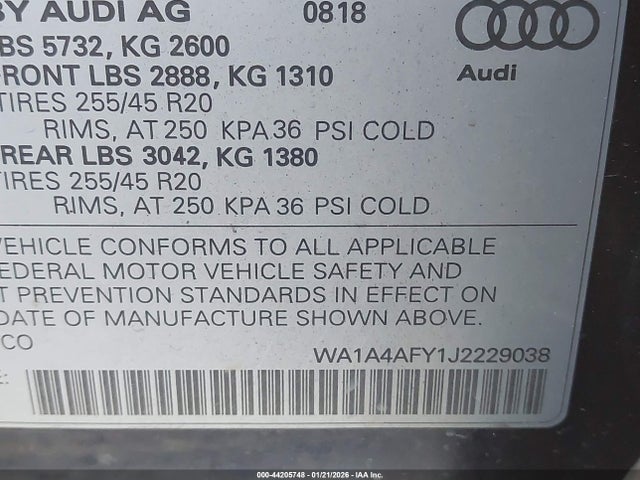 BY AUDI AG 0818
LBS 5732, KG 2600
FRONT LBS 2888, KG 1310
TIRES 255/45 R20
RIMS, AT 250 KPA 36 PSI COLD
REAR LBS 3042, KG 1380
TIRES 255/45 R20
RIMS, AT 250 KPA 36 PSI COLD
Audi
VEHICLE CONFORMS TO ALL APPLICABLE
FEDERAL MOTOR VEHICLE SAFETY AND
T PREVENTION STANDARDS IN EFFECT ON
DATE OF MANUFACTURE SHOWN ABOVE.
CO
WA1A4AFY1J2229038
000-44205748 - 01/21/2026 - IAA Inc.